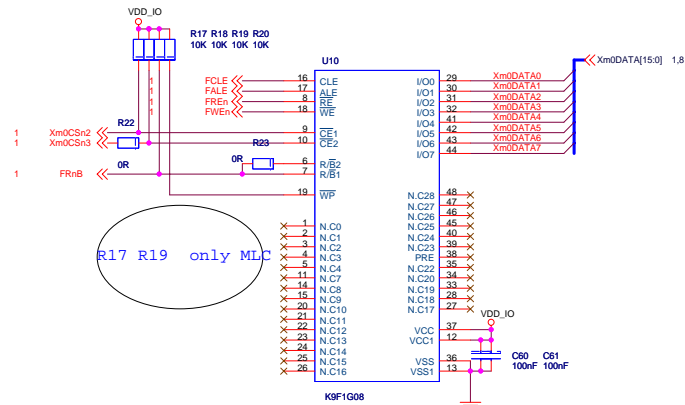 VDD_IO
R17 R18 R19 R20
10K 10K 10K 10K
U10
Xm0DATA[15:0] 1,8
1 FCLE 16 CLE
1 FALE 17 ALE
1 FREn 8 RE
1 FWEn 18 WE
R22
1 Xm0CSn2 9 CE1
1 Xm0CSn3 10 CE2
0R
R23
0R
6 R/B2
1 FRnB 7 R/B1
19 WP
I/O0 29 Xm0DATA0
I/O1 30 Xm0DATA1
I/O2 31 Xm0DATA2
I/O3 32 Xm0DATA3
I/O4 41 Xm0DATA4
I/O5 42 Xm0DATA5
I/O6 43 Xm0DATA6
I/O7 44 Xm0DATA7
R17 R19 only MLC
1 N.C0
2 N.C1
3 N.C2
4 N.C3
5 N.C4
11 N.C7
14 N.C8
15 N.C9
20 N.C10
21 N.C11
22 N.C12
23 N.C13
24 N.C14
25 N.C15
26 N.C16
N.C28 48
N.C27 47
N.C26 46
N.C25 45
N.C24 40
N.C23 39
PRE 38
N.C22 35
N.C20 34
N.C19 33
N.C18 28
N.C17 27
VDD_IO
VCC 37
VCC1 12
VSS 36
VSS1 13
C60 C61
100nF 100nF
K9F1G08